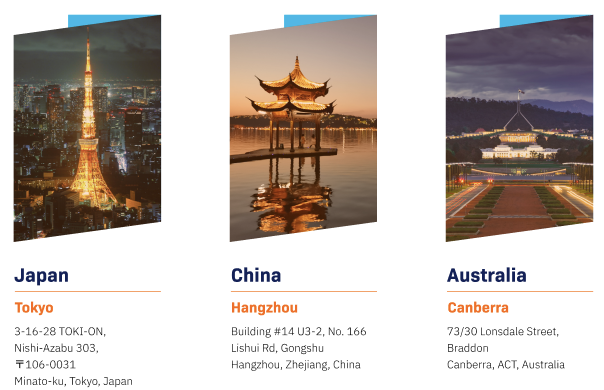 Japan
Tokyo
3-16-28 TOKI-ON,
Nishi-Azabu 303,
〒106-0031
Minato-ku, Tokyo, Japan
China
Hangzhou
Building #14 U3-2, No. 166
Lishui Rd, Gongshu
Hangzhou, Zhejiang, China
Australia
Canberra
73/30 Lonsdale Street,
Braddon
Canberra, ACT, Australia